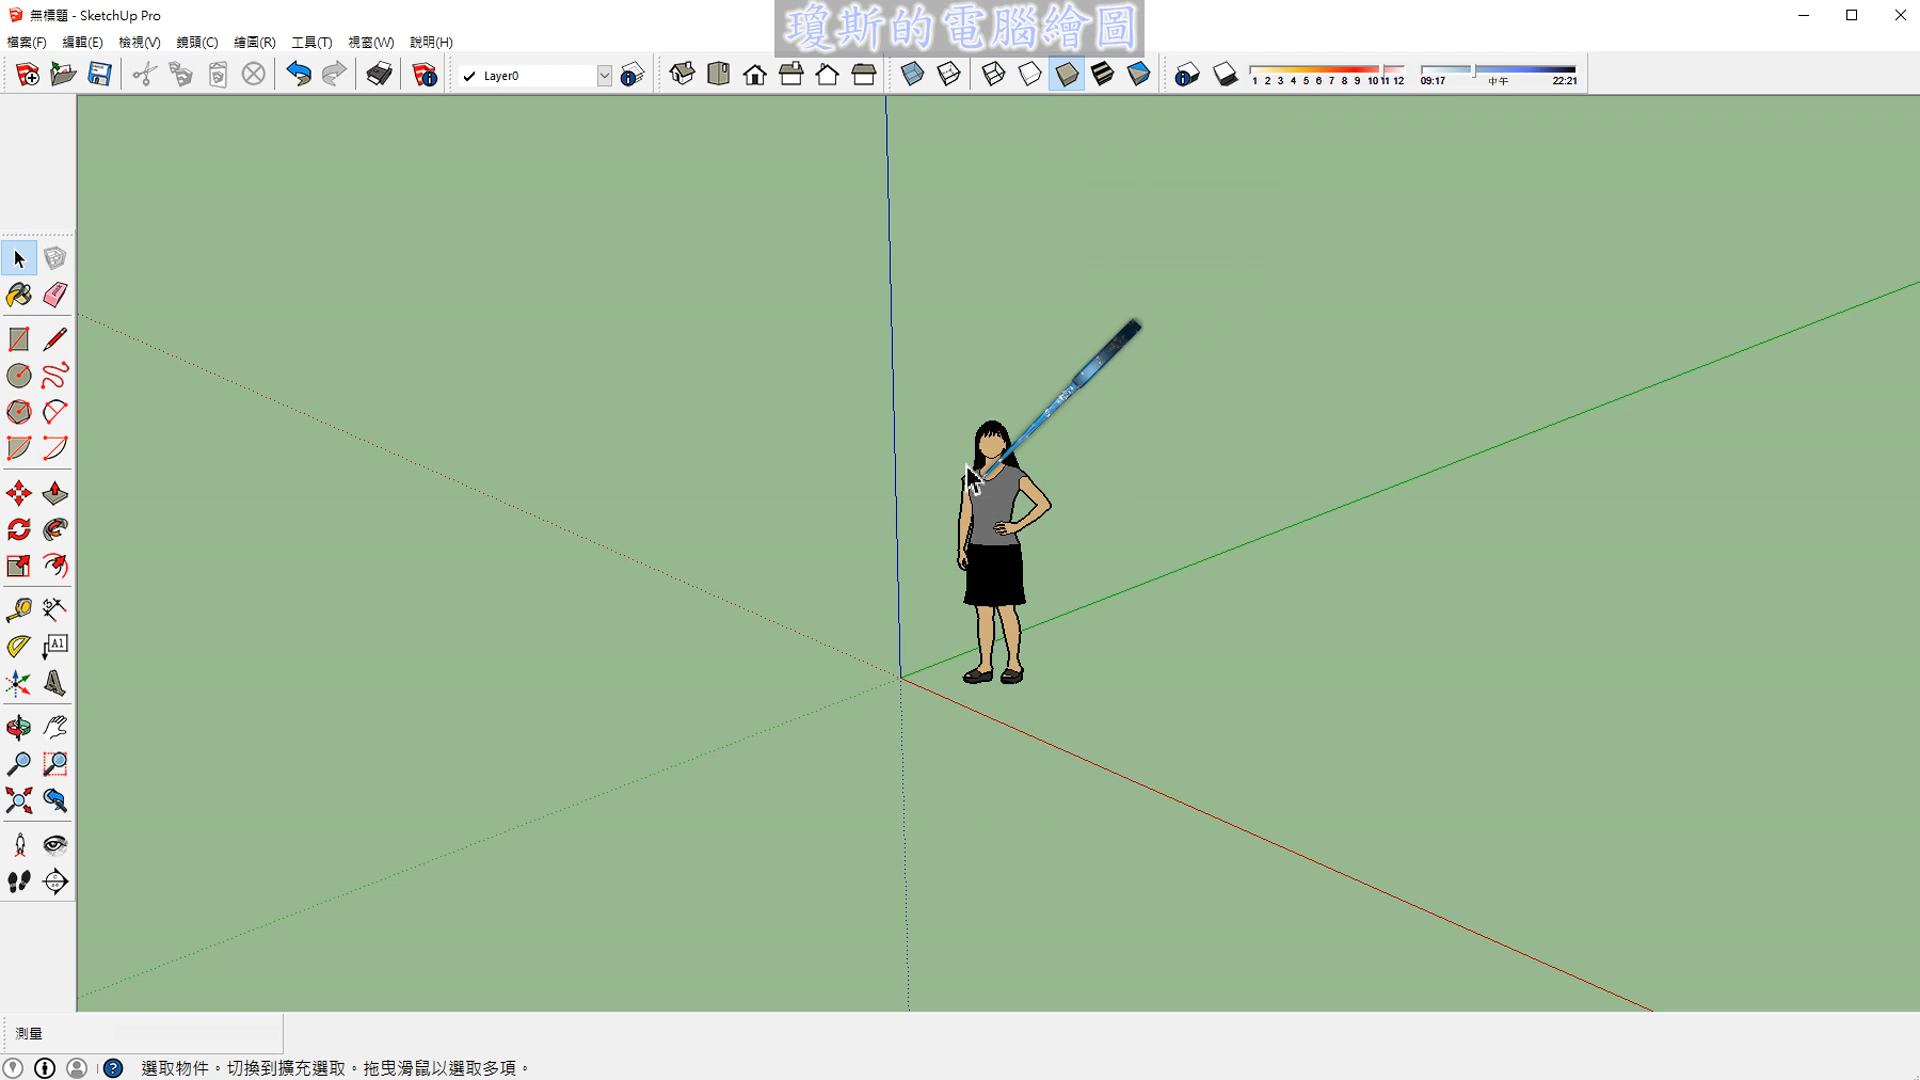 無標題 - SketchUp Pro
瓊斯的電腦繪圖
檔案(F) 編輯(E) 檢視(V) 鏡頭(C) 繪圖(R) 工具(T) 視窗(W) 說明(H)
Layer0
1 2 3 4 5 6 7 8 9 10 11 12
09:17 中午 22:21
A1
測量
選取物件。切換到擴充選取。拖曳滑鼠以選取多項。